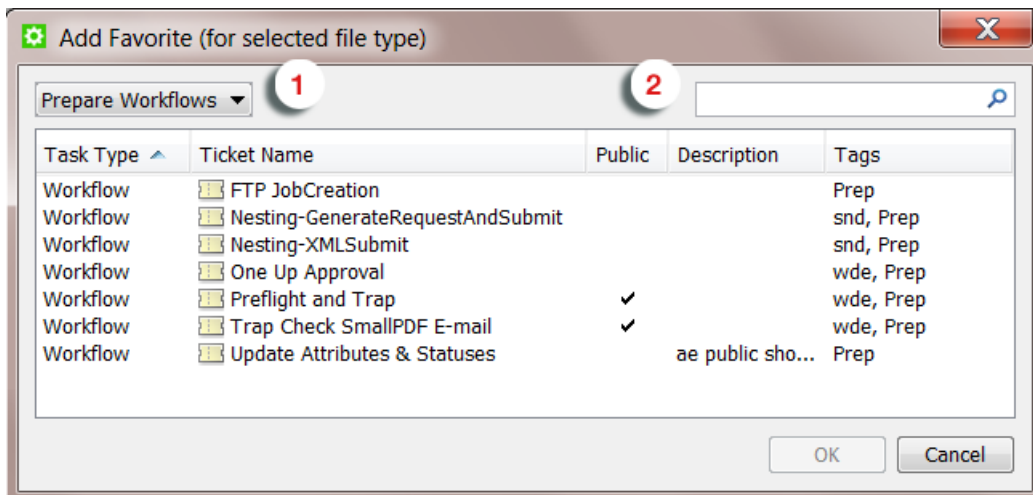 Add Favorite (for selected file type)
X
1
2
Prepare Workflows
Task Type Ticket Name Public Description Tags
Workflow FTP JobCreation Prep
Workflow Nesting-GenerateRequestAndSubmit snd, Prep
Workflow Nesting-XMLSubmit snd, Prep
Workflow One Up Approval wde, Prep
Workflow Preflight and Trap ✓ wde, Prep
Workflow Trap Check SmallPDF E-mail ✓ wde, Prep
Workflow Update Attributes & Statuses ae public sho... Prep
OK Cancel